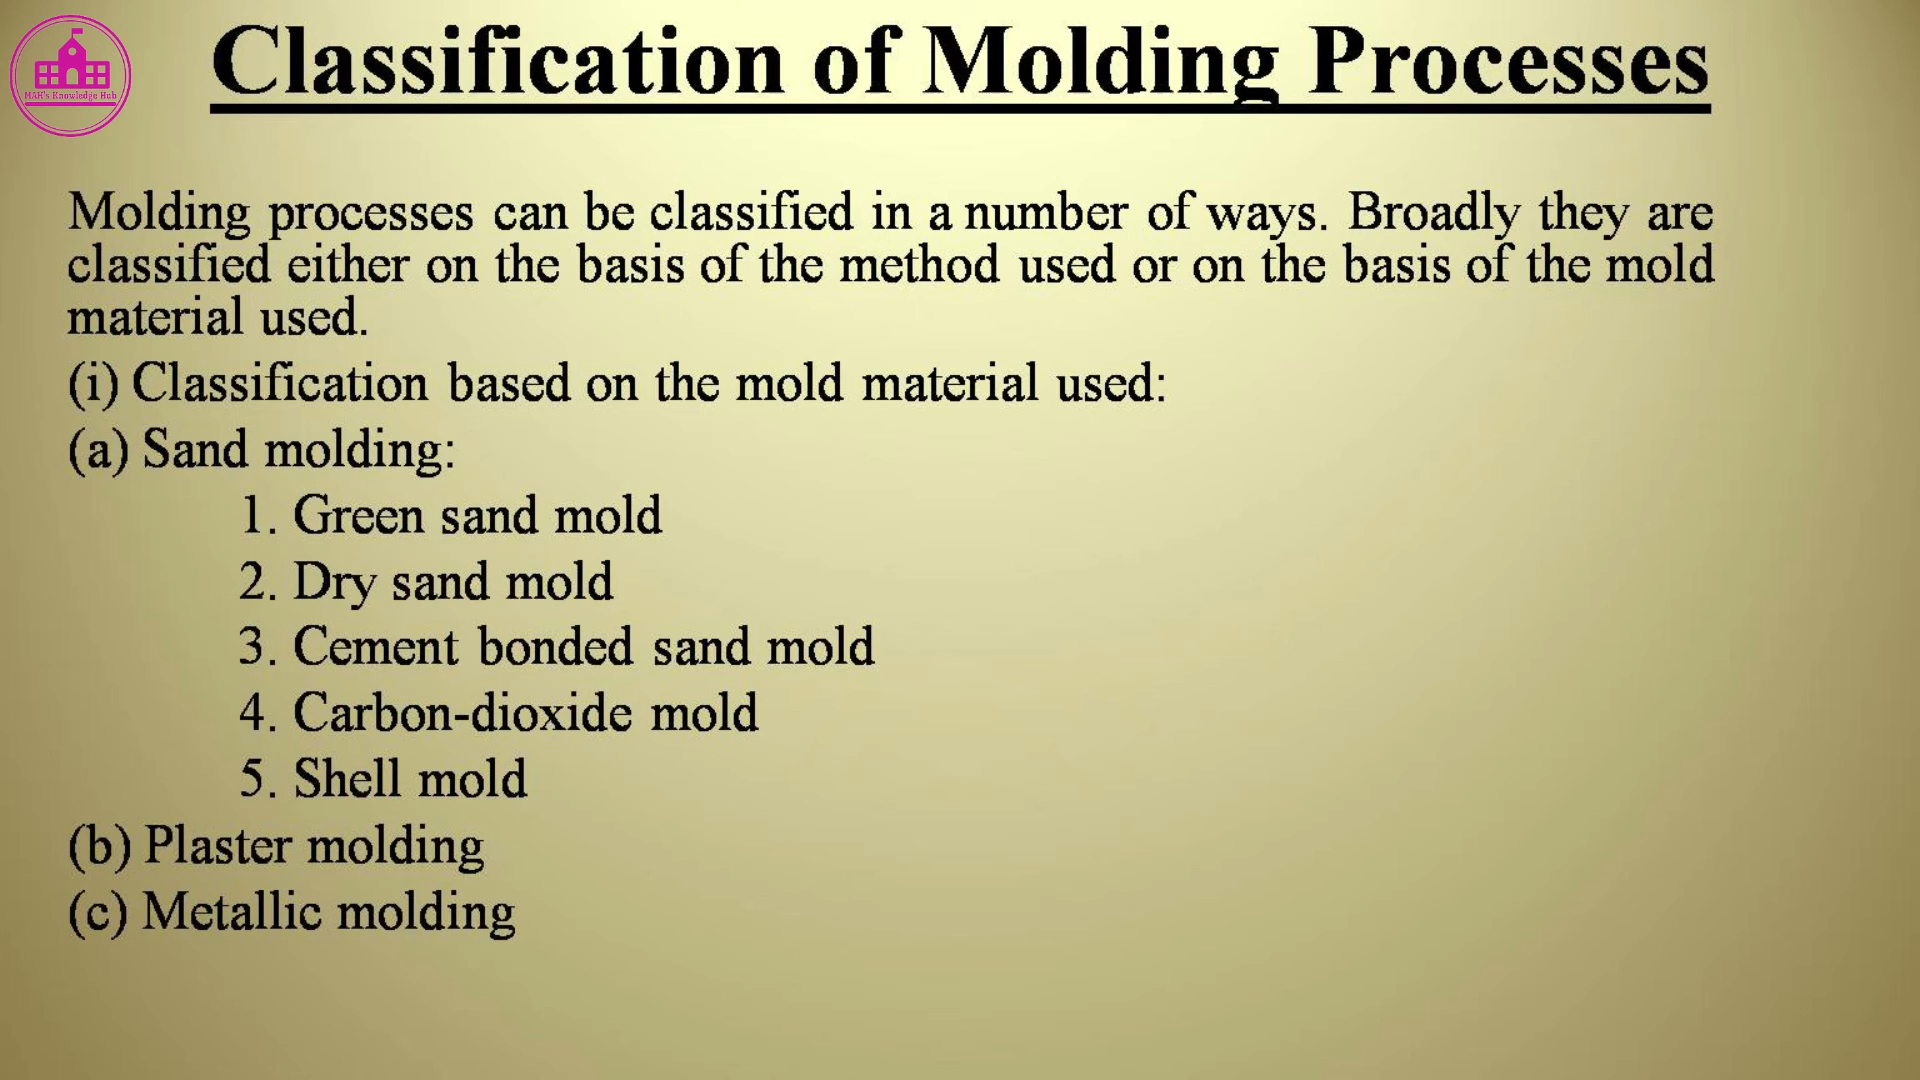 MAH's Knowledge Hub
Classification of Molding Processes
Molding processes can be classified in a number of ways. Broadly they are
classified either on the basis of the method used or on the basis of the mold
material used.
(i) Classification based on the mold material used:
(a) Sand molding:
1. Green sand mold
2. Dry sand mold
3. Cement bonded sand mold
4. Carbon-dioxide mold
5. Shell mold
(b) Plaster molding
(c) Metallic molding